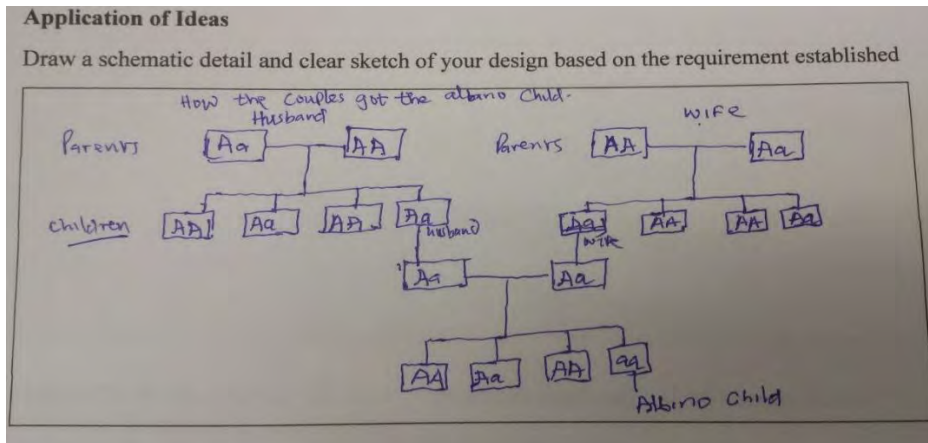 Application of Ideas
Draw a schematic detail and clear sketch of your design based on the requirement established
How the couples got the albino child.
Husband
wife
Parents Aa AA Parents AA Aa
children AA Aa AA Aa Aa AA AA Aa
husband wife
Aa Aa
AA Aa AA aa
Albino child